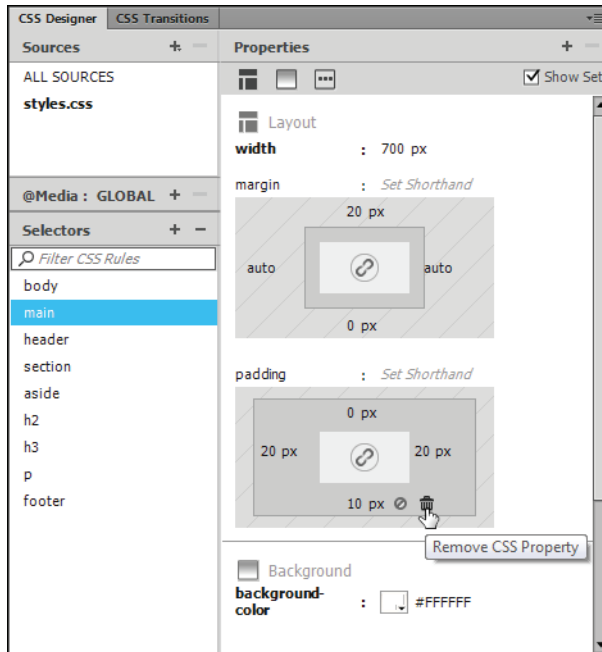 CSS Designer CSS Transitions
Sources
ALL SOURCES
styles.css
@Media : GLOBAL
Selectors
Filter CSS Rules
body
main
header
section
aside
h2
h3
p
footer
Properties
Show Set
Layout
width : 700 px
margin : Set Shorthand
20 px
auto auto
0 px
padding : Set Shorthand
0 px
20 px 20 px
10 px
Remove CSS Property
Background
background-
color : #FFFFFF